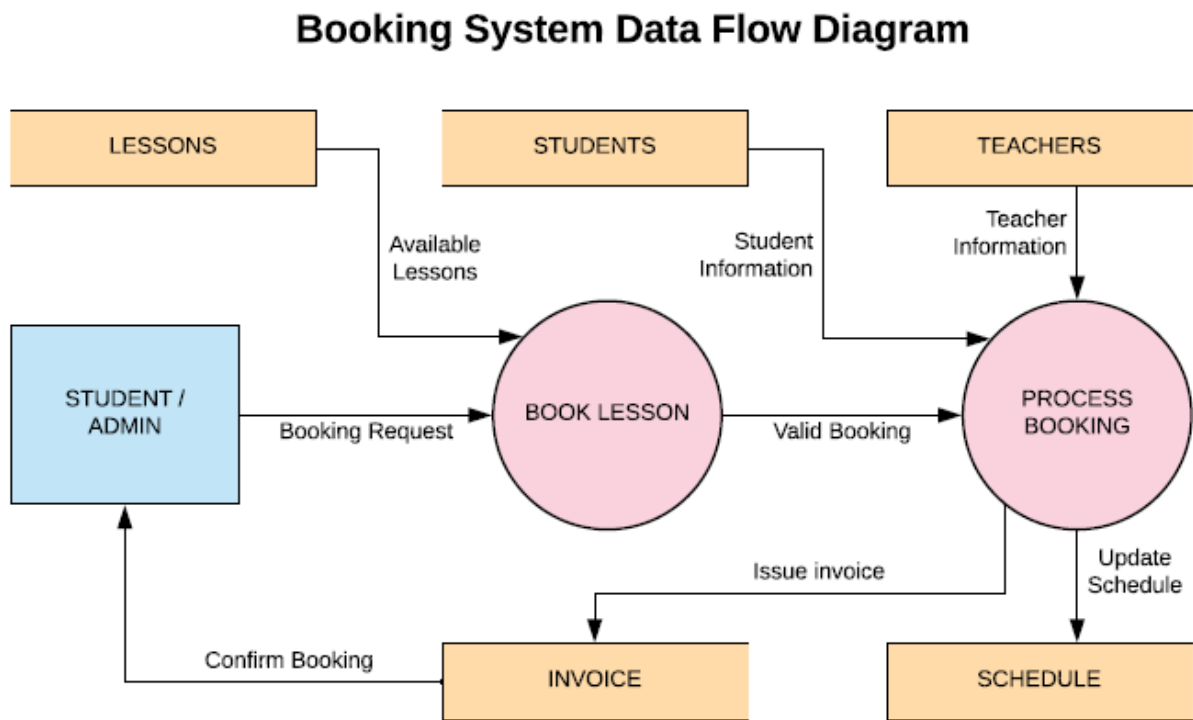 Booking System Data Flow Diagram
LESSONS
STUDENTS
TEACHERS
Available
Lessons
Student
Information
Teacher
Information
STUDENT /
ADMIN
Booking Request
BOOK LESSON
Valid Booking
PROCESS
BOOKING
Issue invoice
Update
Schedule
Confirm Booking
INVOICE
SCHEDULE